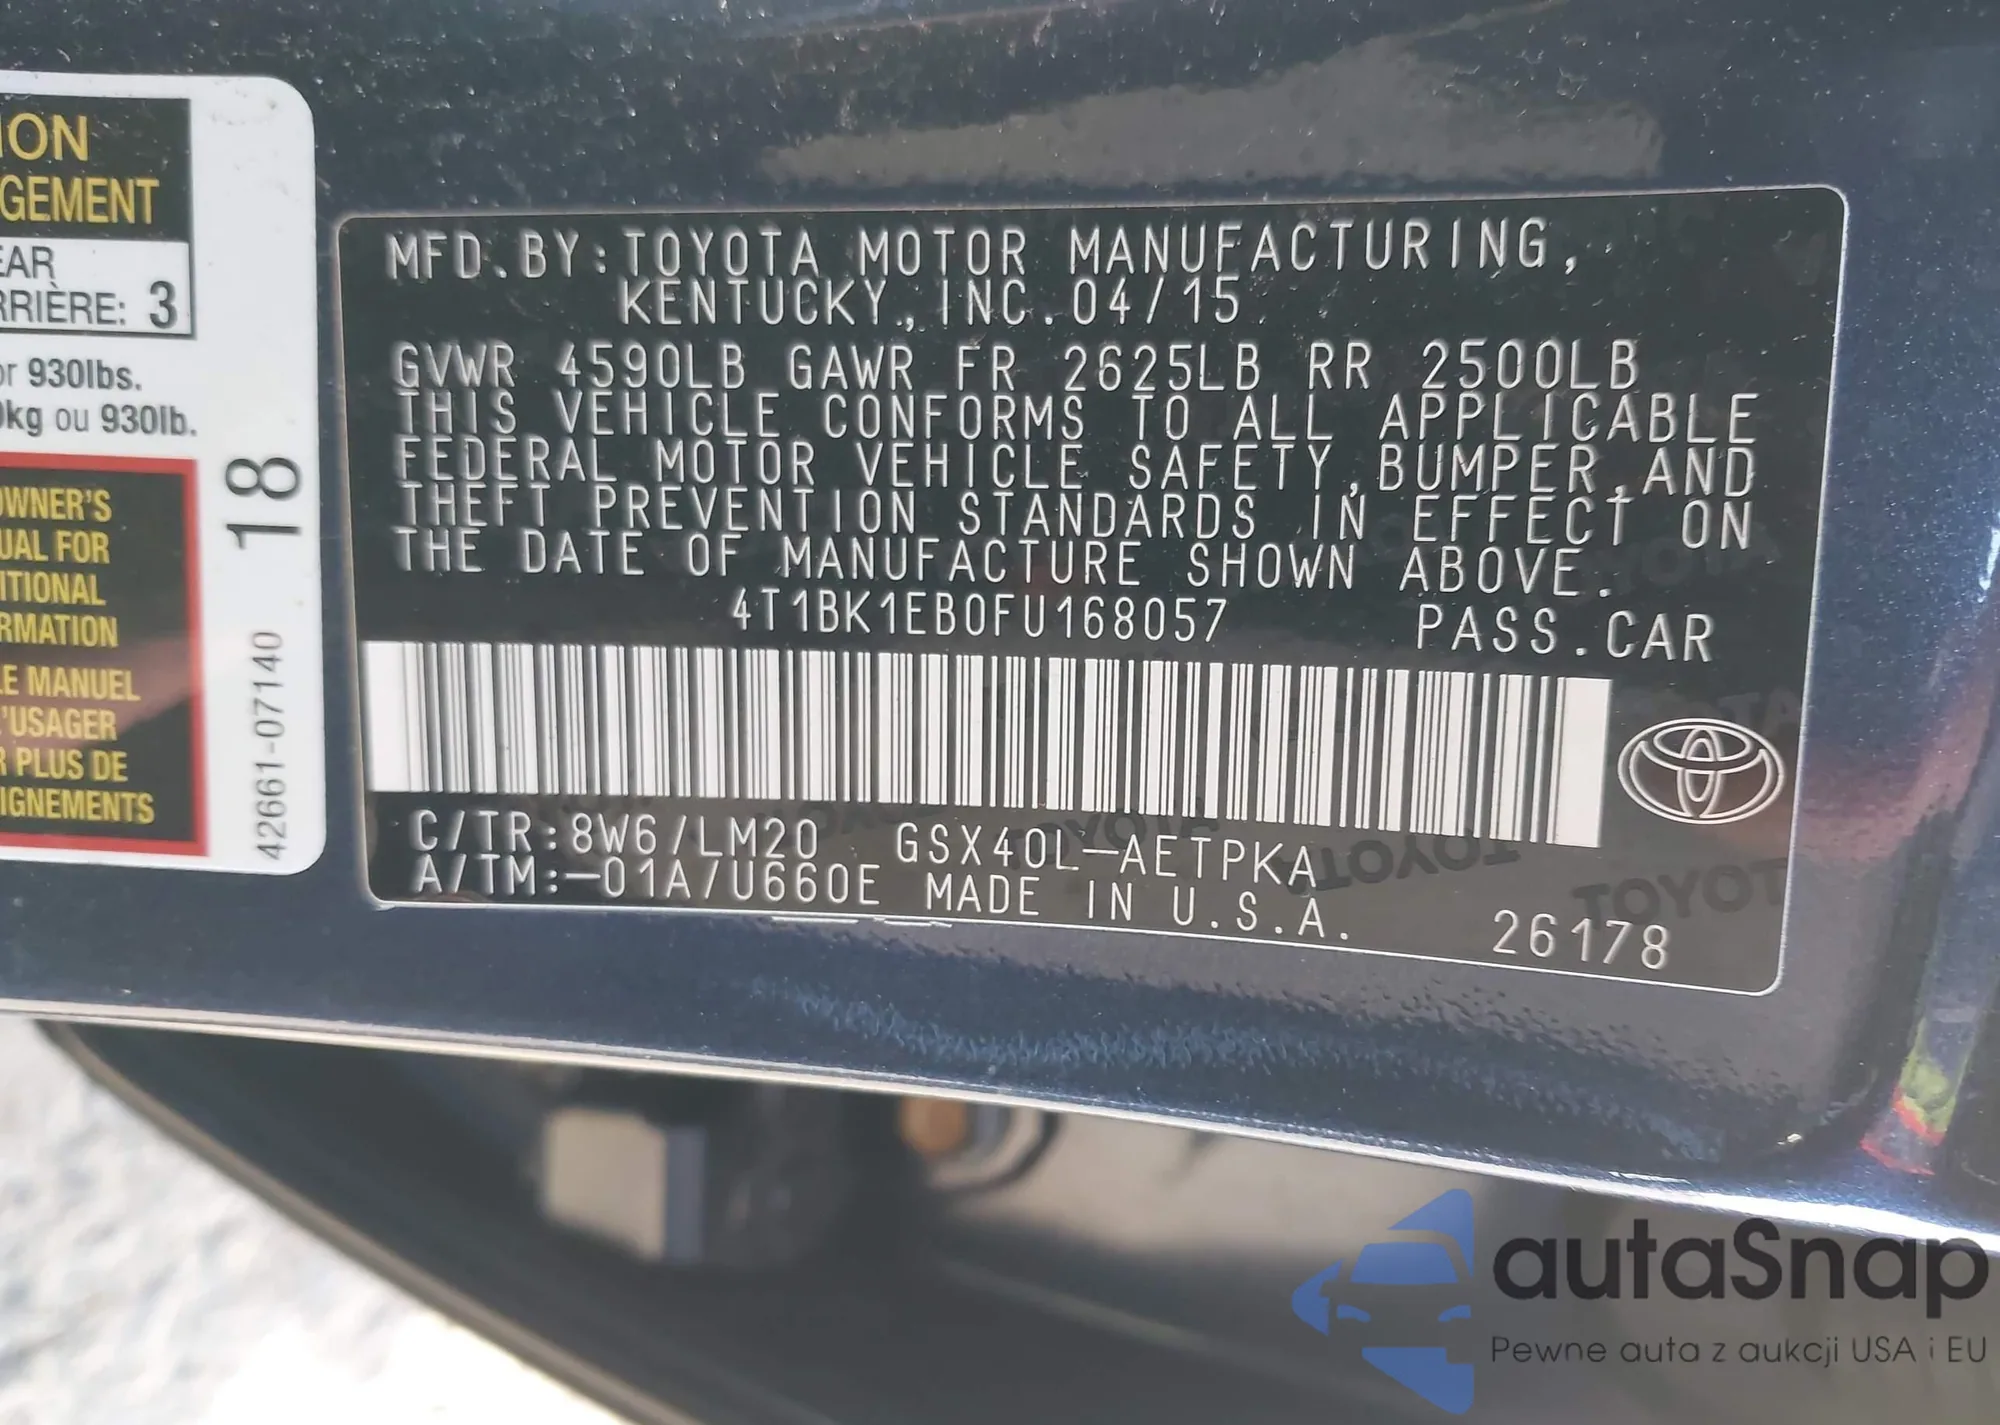 ION
GEMENT
EAR
RRIÈRE: 3
or 930lbs.
0kg ou 930lb.
OWNER'S
UAL FOR
ITIONAL
RMATION
LE MANUEL
L'USAGER
R PLUS DE
IGNEMENTS
18
42661-07140
MFD.BY:TOYOTA MOTOR MANUFACTURING,
KENTUCKY, INC.04/15
GVWR 4590LB GAWR FR 2625LB RR 2500LB
THIS VEHICLE CONFORMS TO ALL APPLICABLE
FEDERAL MOTOR VEHICLE SAFETY,BUMPER,AND
THEFT PREVENTION STANDARDS IN EFFECT ON
THE DATE OF MANUFACTURE SHOWN ABOVE.
4T1BK1EB0FU168057 PASS.CAR
C/TR:8W6/LM20 GSX40L-AETPKA
A/TM:-01A/U660E MADE IN U.S.A.
26178
autaSnap
Pewne auta z aukcji USA i EU